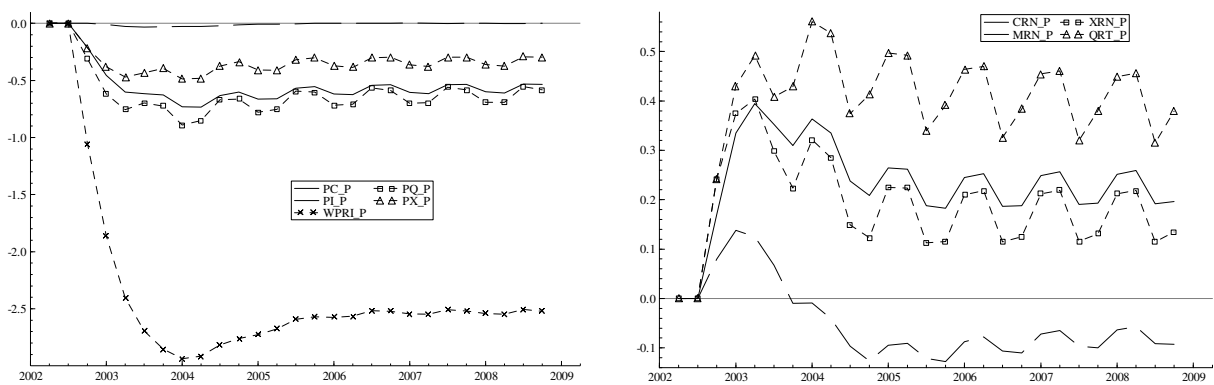 0.0
-0.5
-1.0
-1.5
-2.0
-2.5
2002 2003 2004 2005 2006 2007 2008 2009
PC_P PQ_P
PI_P PX_P
WPRI_P
0.5
0.4
0.3
0.2
0.1
0.0
-0.1
2002 2003 2004 2005 2006 2007 2008 2009
CRN_P XRN_P
MRN_P QRT_P